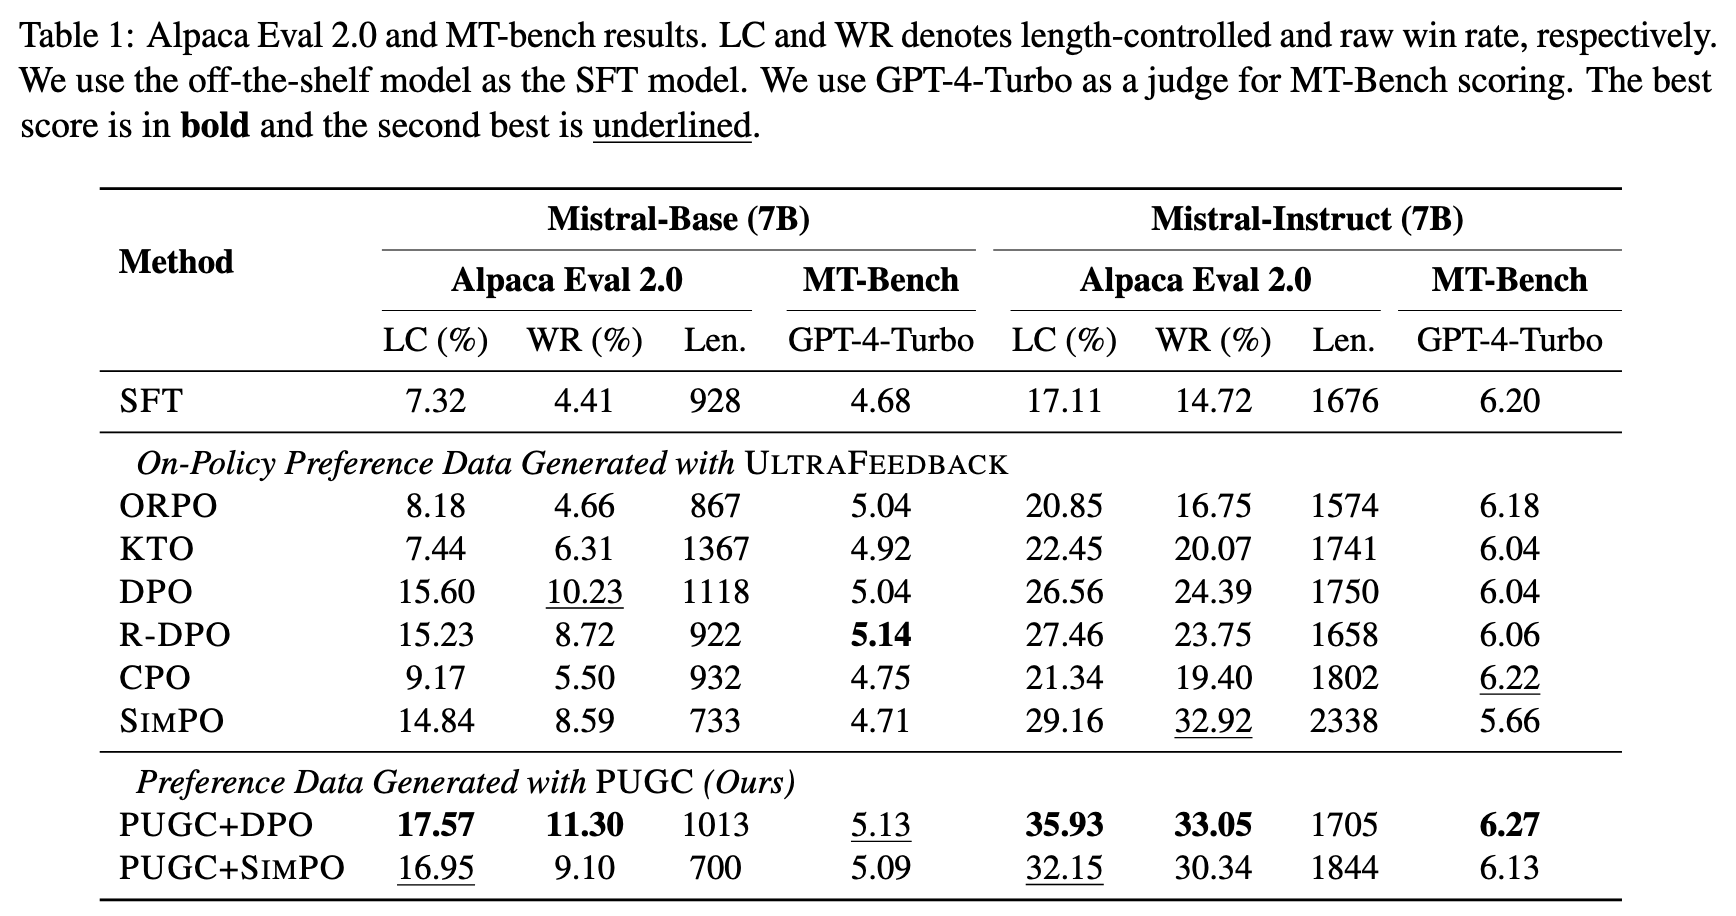 Table 1: Alpaca Eval 2.0 and MT-bench results. LC and WR denotes length-controlled and raw win rate, respectively.
We use the off-the-shelf model as the SFT model. We use GPT-4-Turbo as a judge for MT-Bench scoring. The best
score is in bold and the second best is underlined.
Method Mistral-Base (7B) Mistral-Instruct (7B)
Alpaca Eval 2.0 MT-Bench Alpaca Eval 2.0 MT-Bench
LC (%) WR (%) Len. GPT-4-Turbo LC (%) WR (%) Len. GPT-4-Turbo
SFT 7.32 4.41 928 4.68 17.11 14.72 1676 6.20
On-Policy Preference Data Generated with ULTRAFEEDBACK
ORPO 8.18 4.66 867 5.04 20.85 16.75 1574 6.18
KTO 7.44 6.31 1367 4.92 22.45 20.07 1741 6.04
DPO 15.60 10.23 1118 5.04 26.56 24.39 1750 6.04
R-DPO 15.23 8.72 922 5.14 27.46 23.75 1658 6.06
CPO 9.17 5.50 932 4.75 21.34 19.40 1802 6.22
SIMPO 14.84 8.59 733 4.71 29.16 32.92 2338 5.66
Preference Data Generated with PUGC (Ours)
PUGC+DPO 17.57 11.30 1013 5.13 35.93 33.05 1705 6.27
PUGC+SIMPO 16.95 9.10 700 5.09 32.15 30.34 1844 6.13